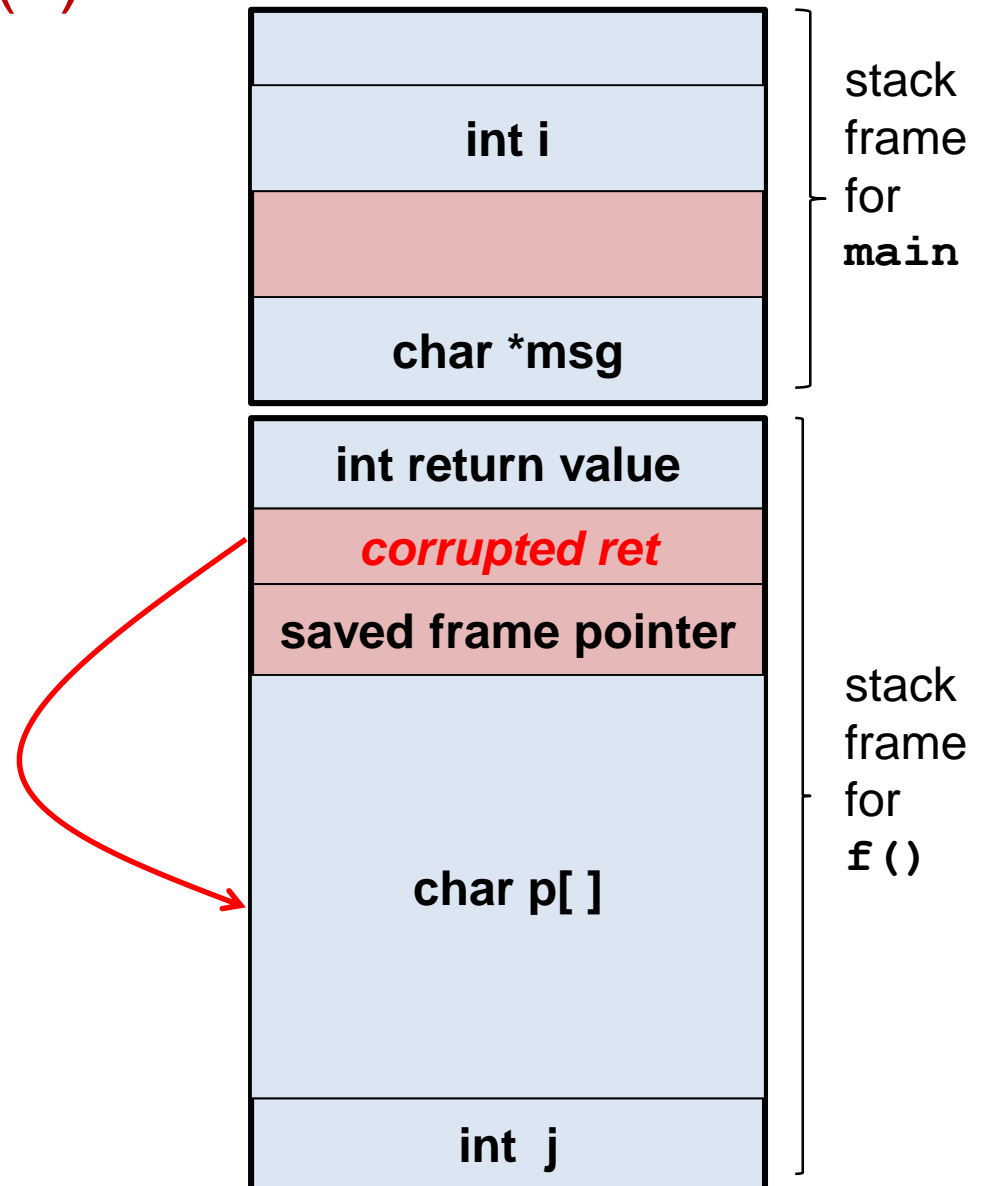 ( )
int i
char *msg
stack
frame
for
main
int return value
corrupted ret
saved frame pointer
char p[ ]
int j
stack
frame
for
f()